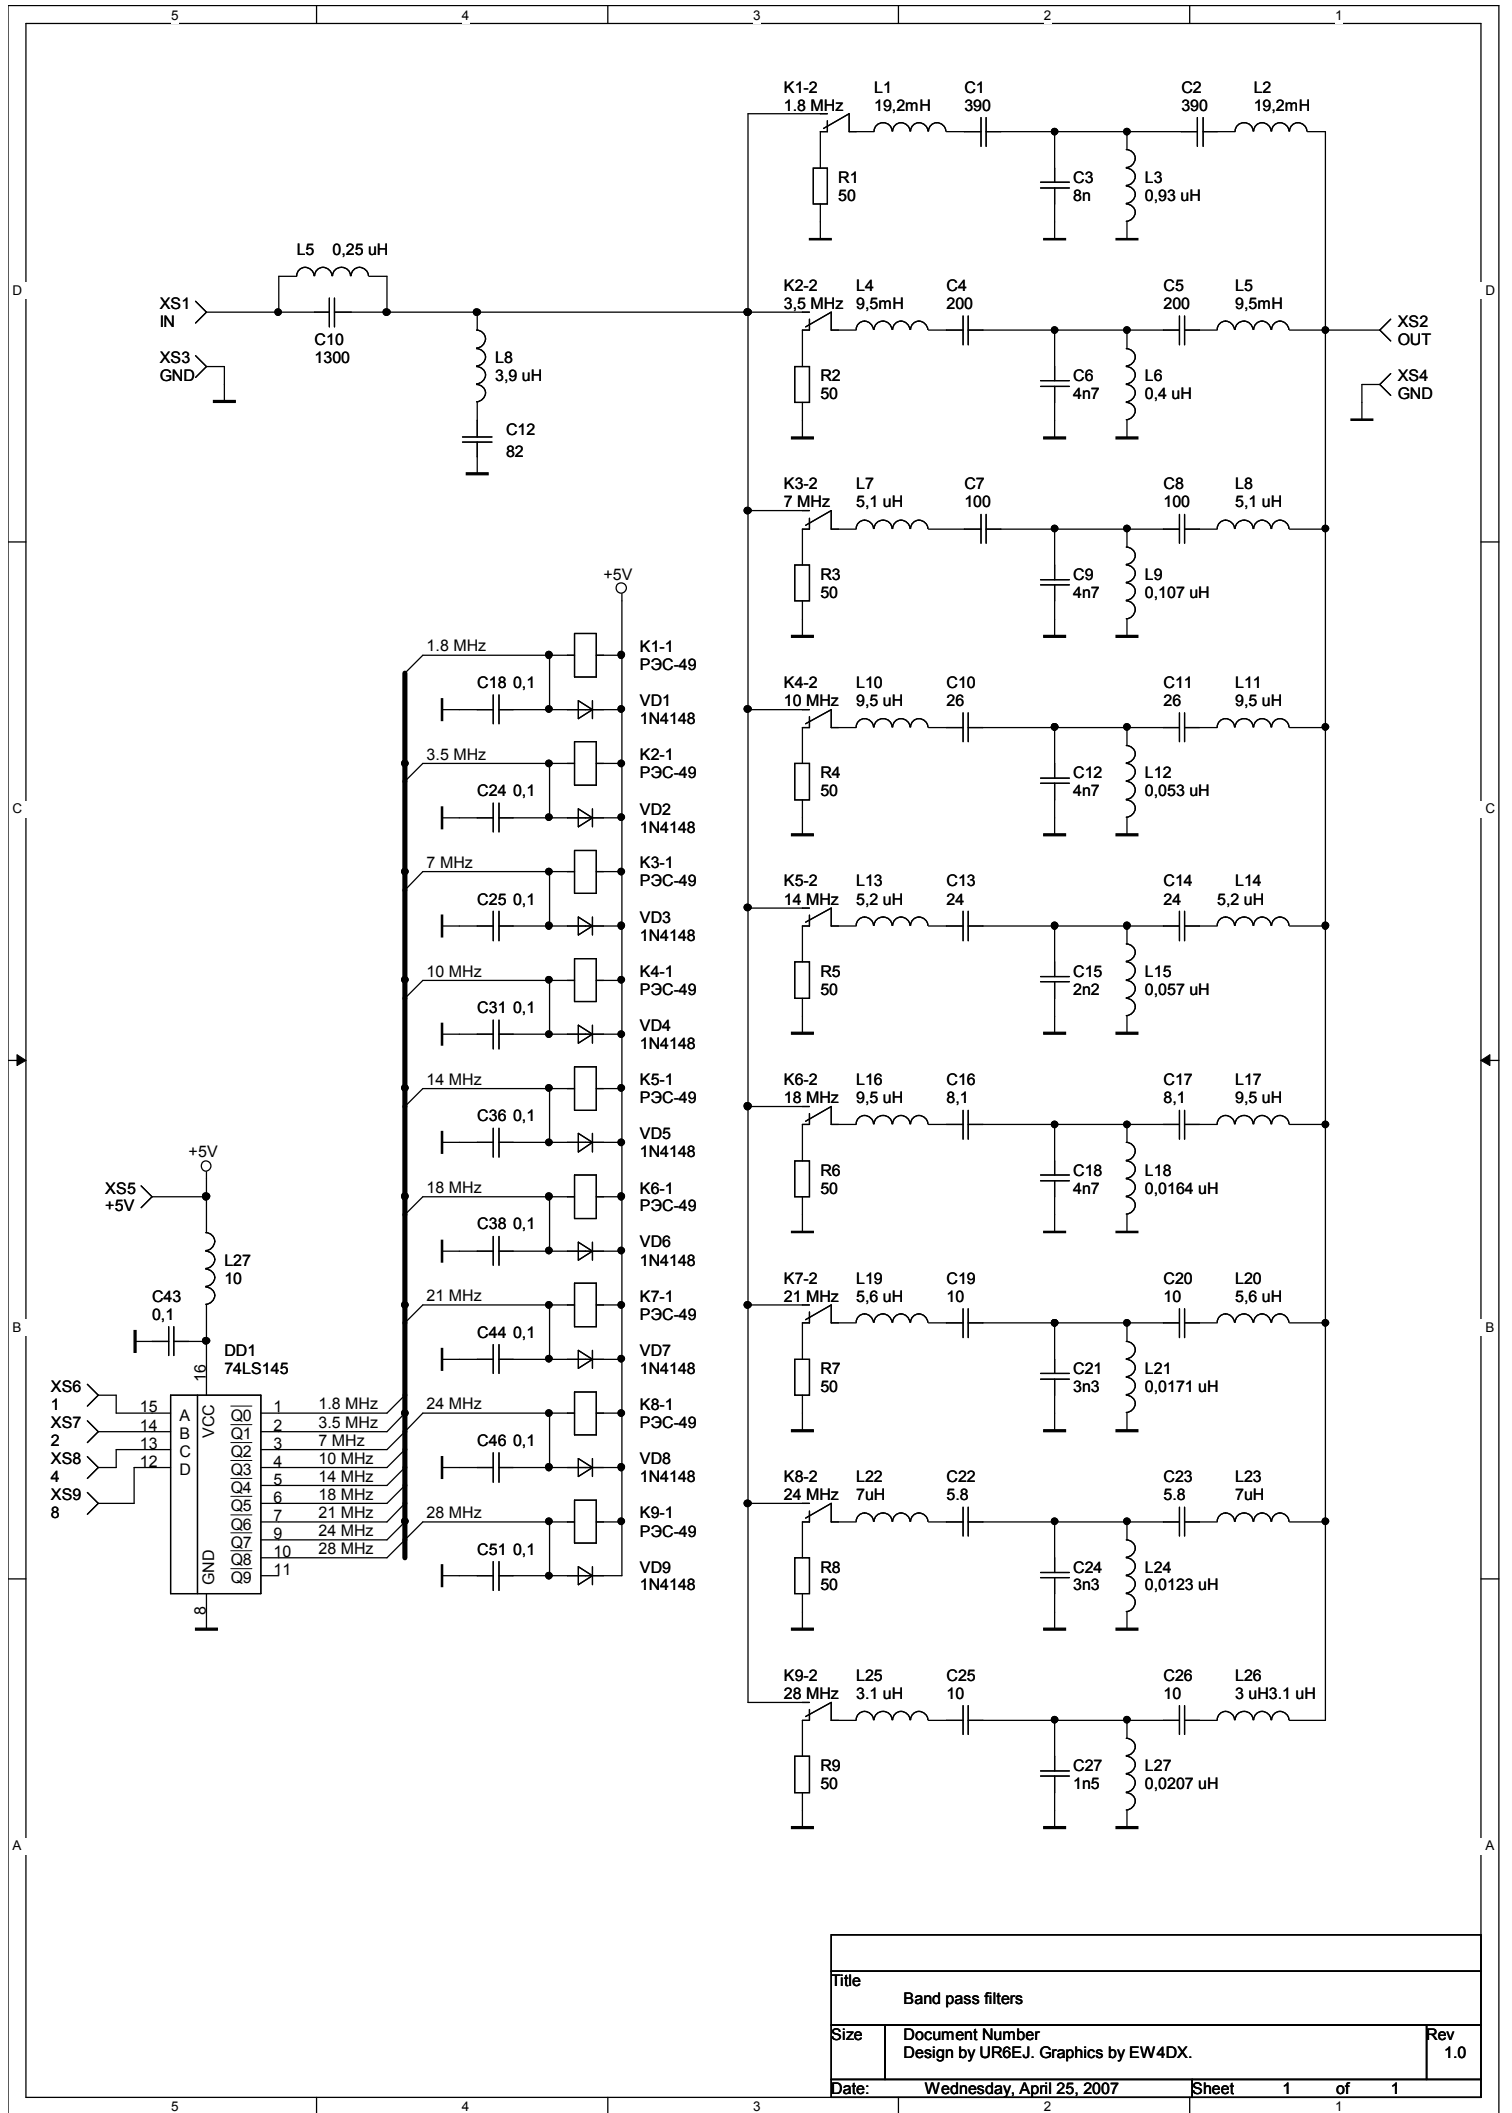 5 4 3 2 1
K1-2 L1 C1 C2 L2
1.8 MHz 19,2mH 390 390 19,2mH
R1 C3 L3
50 8n 0,93 uH
L5 0,25 uH
D D
K2-2 L4 C4 C5 L5
3,5 MHz 9,5mH 200 200 9,5mH
XS1
IN
C10
1300
XS2
OUT
XS3
GND
L8
3,9 uH
R2 C6 L6
50 4n7 0,4 uH
XS4
GND
C12
82
K3-2 L7 C7 C8 L8
7 MHz 5,1 uH 100 100 5,1 uH
R3 C9 L9
50 4n7 0,107 uH
+5V
1.8 MHz K1-1
РЭС-49
C18 0,1 VD1
1N4148
K4-2 L10 C10 C11 L11
10 MHz 9,5 uH 26 26 9,5 uH
3.5 MHz K2-1
РЭС-49
C24 0,1 VD2
1N4148
R4 C12 L12
50 4n7 0,053 uH
C C
7 MHz K3-1
РЭС-49
C25 0,1 VD3
1N4148
K5-2 L13 C13 C14 L14
14 MHz 5,2 uH 24 24 5,2 uH
10 MHz K4-1
РЭС-49
C31 0,1 VD4
1N4148
R5 C15 L15
50 2n2 0,057 uH
14 MHz K5-1
РЭС-49
C36 0,1 VD5
1N4148
K6-2 L16 C16 C17 L17
18 MHz 9,5 uH 8,1 8,1 9,5 uH
18 MHz K6-1
РЭС-49
C38 0,1 VD6
1N4148
R6 C18 L18
50 4n7 0,0164 uH
+5V
XS5
+5V
L27
10
C43
0,1
21 MHz K7-1
РЭС-49
C44 0,1 VD7
1N4148
K7-2 L19 C19 C20 L20
21 MHz 5,6 uH 10 10 5,6 uH
B B
R7 C21 L21
50 3n3 0,0171 uH
DD1
74LS145
16
24 MHz K8-1
РЭС-49
C46 0,1 VD8
1N4148
28 MHz K9-1
РЭС-49
C51 0,1 VD9
1N4148
XS6
1
XS7
2
XS8
4
XS9
8
15 A
14 B
13 C
12 D
VCC
GND
8
Q0 1 1.8 MHz
Q1 2 3.5 MHz
Q2 3 7 MHz
Q3 4 10 MHz
Q4 5 14 MHz
Q5 6 18 MHz
Q6 7 21 MHz
Q7 9 24 MHz
Q8 10 28 MHz
Q9 11
K8-2 L22 C22 C23 L23
24 MHz 7uH 5.8 5.8 7uH
R8 C24 L24
50 3n3 0,0123 uH
K9-2 L25 C25 C26 L26
28 MHz 3.1 uH 10 10 3 uH3.1 uH
R9 C27 L27
50 1n5 0,0207 uH
A A
Title
Band pass filters
Size Document Number Rev
Design by UR6EJ. Graphics by EW4DX. 1.0
Date: Wednesday, April 25, 2007 Sheet 1 of 1
5 4 3 2 1